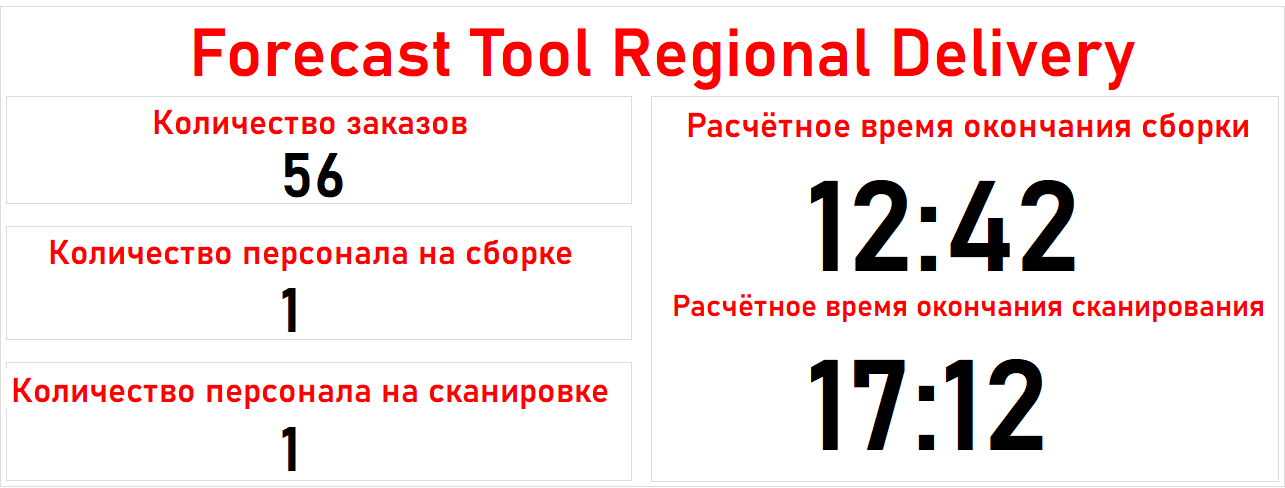 Forecast Tool Regional Delivery
Количество заказов
56
Количество персонала на сборке
1
Количество персонала на сканировке
1
Расчётное время окончания сборки
12:42
Расчётное время окончания сканирования
17:12